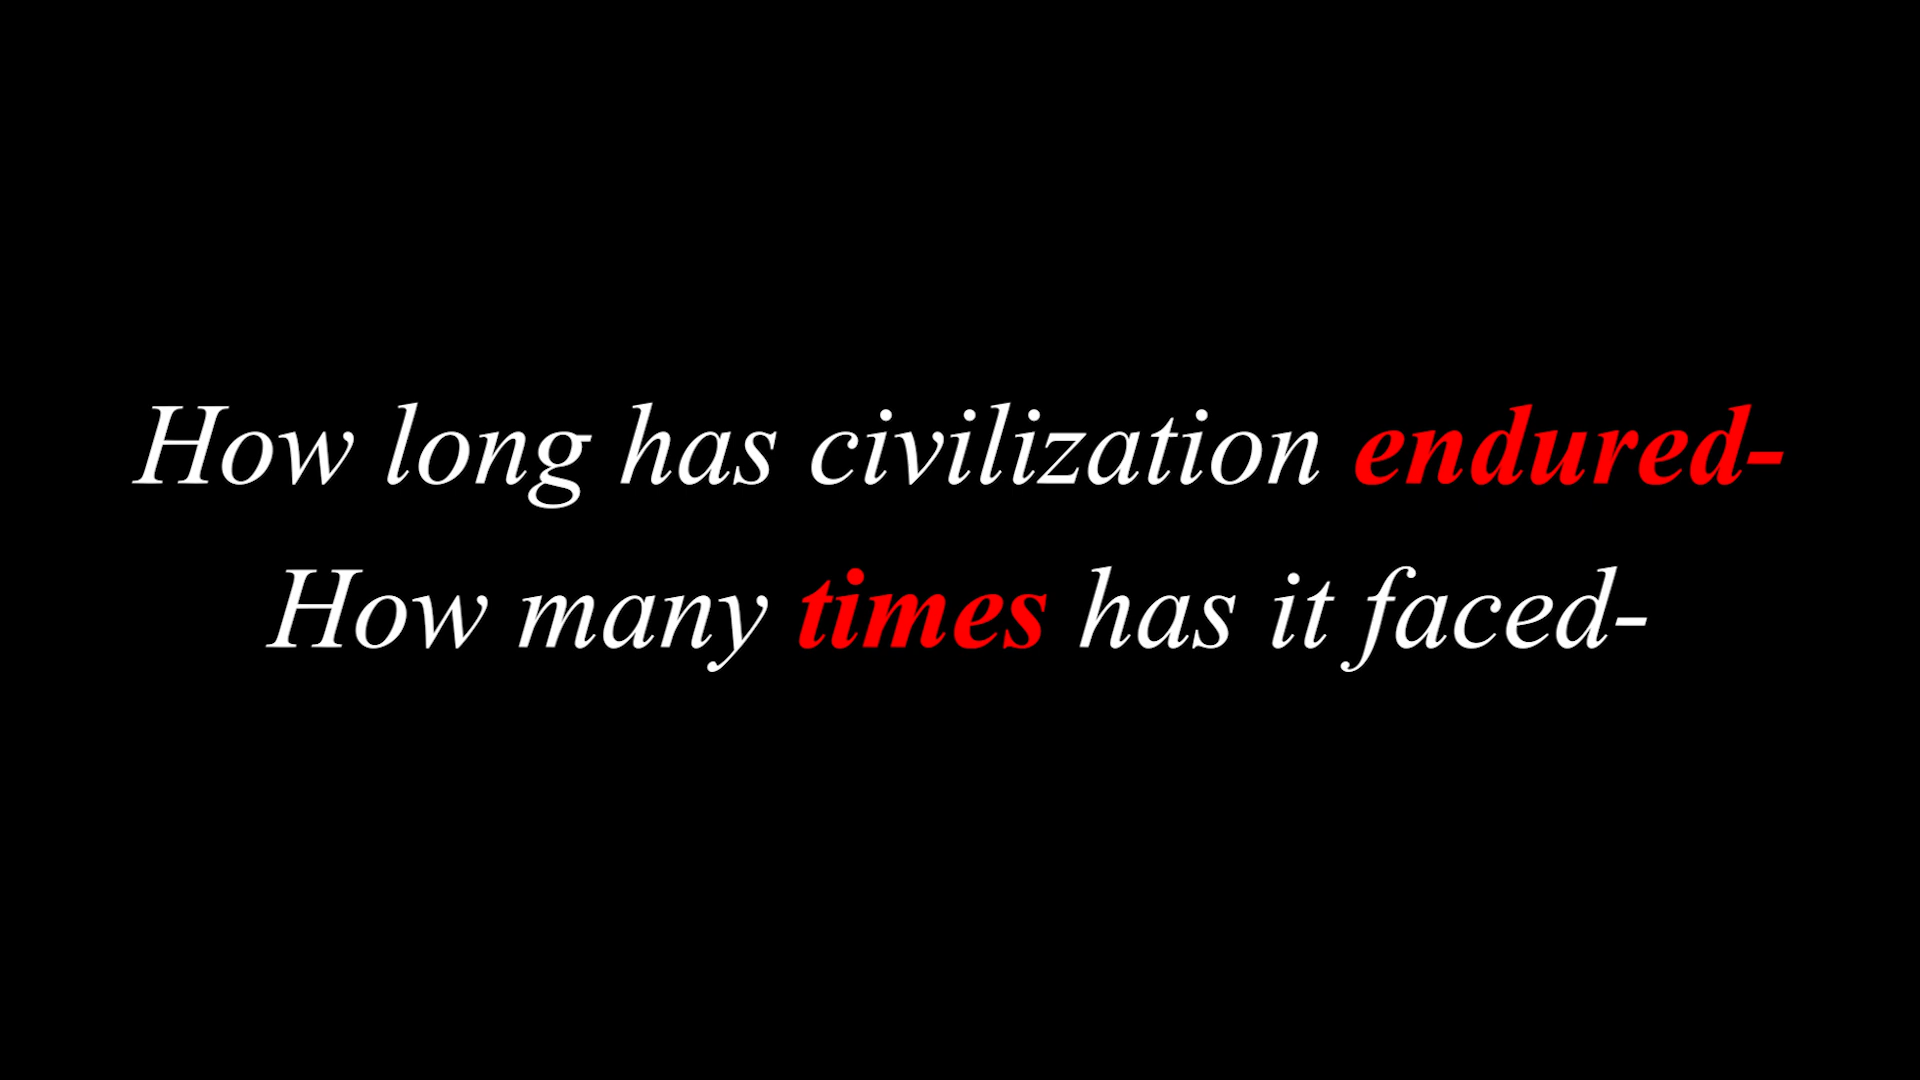 How long has civilization endured-
How many times has it faced-